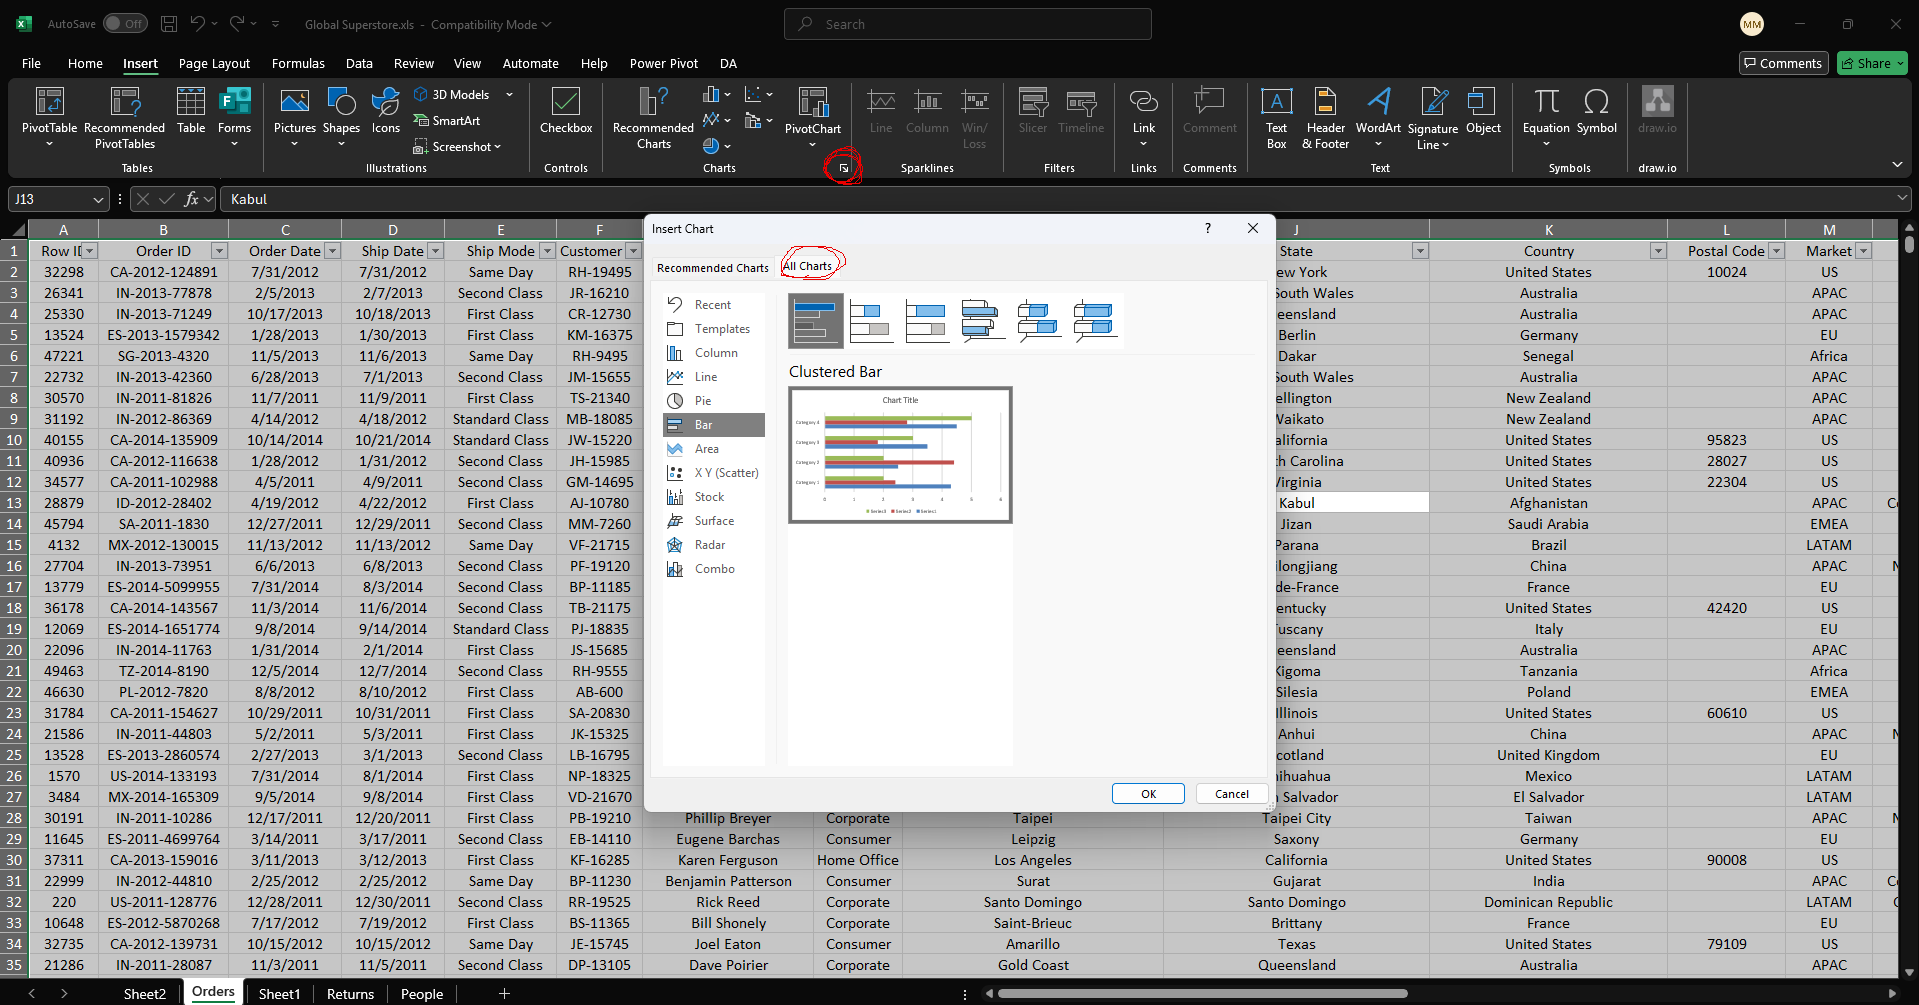 AutoSave Off Global Superstore.xls - Compatibility Mode Search MM
File Home Insert Page Layout Formulas Data Review View Automate Help Power Pivot DA Comments Share
PivotTable Recommended PivotTables Table Forms Pictures Shapes Icons 3D Models SmartArt Screenshot Checkbox Recommended Charts PivotChart Line Column Win/Loss Slicer Timeline Link Comment Text Box Header & Footer WordArt Signature Line Object Equation Symbol draw.io
Tables Illustrations Controls Charts Sparklines Filters Links Comments Text Symbols draw.io
J13 fx Kabul
A B C D E F J K L M
1 Row ID Order ID Order Date Ship Date Ship Mode Customer State Country Postal Code Market
2 32298 CA-2012-124891 7/31/2012 7/31/2012 Same Day RH-19495 ew York United States 10024 US
3 26341 IN-2013-77878 2/5/2013 2/7/2013 Second Class JR-16210 South Wales Australia APAC
4 25330 IN-2013-71249 10/17/2013 10/18/2013 First Class CR-12730 eensland Australia APAC
5 13524 ES-2013-1579342 1/28/2013 1/30/2013 First Class KM-16375 Berlin Germany EU
6 47221 SG-2013-4320 11/5/2013 11/6/2013 Same Day RH-9495 Dakar Senegal Africa
7 22732 IN-2013-42360 6/28/2013 7/1/2013 Second Class JM-15655 South Wales Australia APAC
8 30570 IN-2011-81826 11/7/2011 11/9/2011 First Class TS-21340 ellington New Zealand APAC
9 31192 IN-2012-86369 4/14/2012 4/18/2012 Standard Class MB-18085 Waikato New Zealand APAC
10 40155 CA-2014-135909 10/14/2014 10/21/2014 Standard Class JW-15220 alifornia United States 95823 US
11 40936 CA-2012-116638 1/28/2012 1/31/2012 Second Class JH-15985 th Carolina United States 28027 US
12 34577 CA-2011-102988 4/5/2011 4/9/2011 Second Class GM-14695 Virginia United States 22304 US
13 28879 ID-2012-28402 4/19/2012 4/22/2012 First Class AJ-10780 Kabul Afghanistan APAC
14 45794 SA-2011-1830 12/27/2011 12/29/2011 Second Class MM-7260 Jizan Saudi Arabia EMEA
15 4132 MX-2012-130015 11/13/2012 11/13/2012 Same Day VF-21715 Parana Brazil LATAM
16 27704 IN-2013-73951 6/6/2013 6/8/2013 Second Class PF-19120 ilongjiang China APAC
17 13779 ES-2014-5099955 7/31/2014 8/3/2014 Second Class BP-11185 de-France France EU
18 36178 CA-2014-143567 11/3/2014 11/6/2014 Second Class TB-21175 entucky United States 42420 US
19 12069 ES-2014-1651774 9/8/2014 9/14/2014 Standard Class PJ-18835 uscany Italy EU
20 22096 IN-2014-11763 1/31/2014 2/1/2014 First Class JS-15685 eensland Australia APAC
21 49463 TZ-2014-8190 12/5/2014 12/7/2014 Second Class RH-9555 Kigoma Tanzania Africa
22 46630 PL-2012-7820 8/8/2012 8/10/2012 First Class AB-600 Silesia Poland EMEA
23 31784 CA-2011-154627 10/29/2011 10/31/2011 First Class SA-20830 Illinois United States 60610 US
24 21586 IN-2011-44803 5/2/2011 5/3/2011 First Class JK-15325 Anhui China APAC
25 13528 ES-2013-2860574 2/27/2013 3/1/2013 Second Class LB-16795 cotland United Kingdom EU
26 1570 US-2014-133193 7/31/2014 8/1/2014 First Class NP-18325 ihuahua Mexico LATAM
27 3484 MX-2014-165309 9/5/2014 9/8/2014 First Class VD-21670 Salvador El Salvador LATAM
28 30191 IN-2011-10286 12/17/2011 12/20/2011 First Class PB-19210 Phillip Breyer Corporate Taipei Taipei City Taiwan APAC
29 11645 ES-2011-4699764 3/14/2011 3/17/2011 Second Class EB-14110 Eugene Barchas Consumer Leipzig Saxony Germany EU
30 37311 CA-2013-159016 3/11/2013 3/12/2013 First Class KF-16285 Karen Ferguson Home Office Los Angeles California United States 90008 US
31 22999 IN-2012-44810 2/25/2012 2/25/2012 Same Day BP-11230 Benjamin Patterson Consumer Surat Gujarat India APAC
32 220 US-2011-128776 12/28/2011 12/30/2011 Second Class RR-19525 Rick Reed Corporate Santo Domingo Santo Domingo Dominican Republic LATAM
33 10648 ES-2012-5870268 7/17/2012 7/19/2012 First Class BS-11365 Bill Shonely Corporate Saint-Brieuc Brittany France EU
34 32735 CA-2012-139731 10/15/2012 10/15/2012 Same Day JE-15745 Joel Eaton Consumer Amarillo Texas United States 79109 US
35 21286 IN-2011-28087 11/3/2011 11/5/2011 Second Class DP-13105 Dave Poirier Corporate Gold Coast Queensland Australia APAC
Insert Chart ?
Recommended Charts All Charts
Recent
Templates
Column
Line
Pie
Bar
Area
X Y (Scatter)
Stock
Surface
Radar
Combo
Clustered Bar
Chart Title
Category 4
Category 3
Category 2
Category 1
0 1 2 3 4 5 6
Series3 Series2 Series1
OK Cancel
Sheet2 Orders Sheet1 Returns People